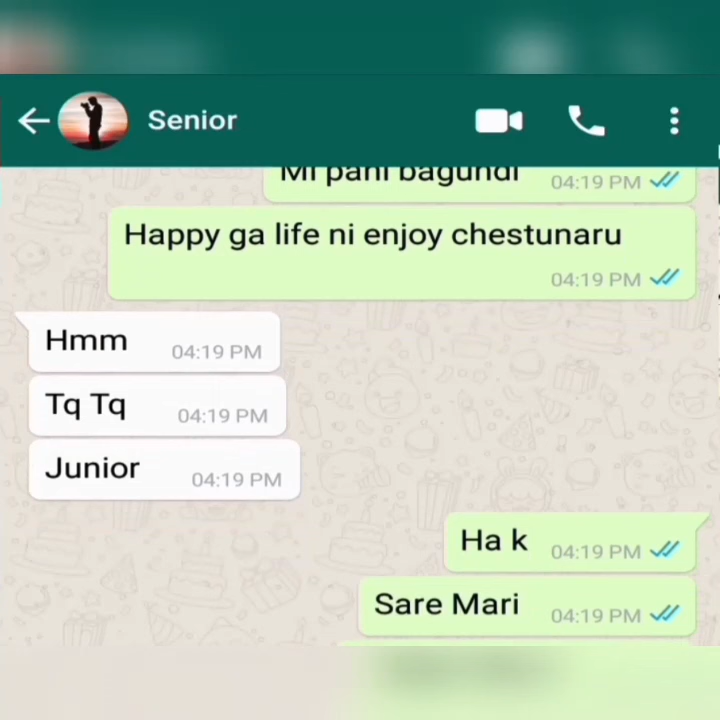 Senior
Mi pani bagundi
04:19 PM
Happy ga life ni enjoy chestunaru
04:19 PM
Hmm
04:19 PM
Tq Tq
04:19 PM
Junior
04:19 PM
Ha k
04:19 PM
Sare Mari
04:19 PM